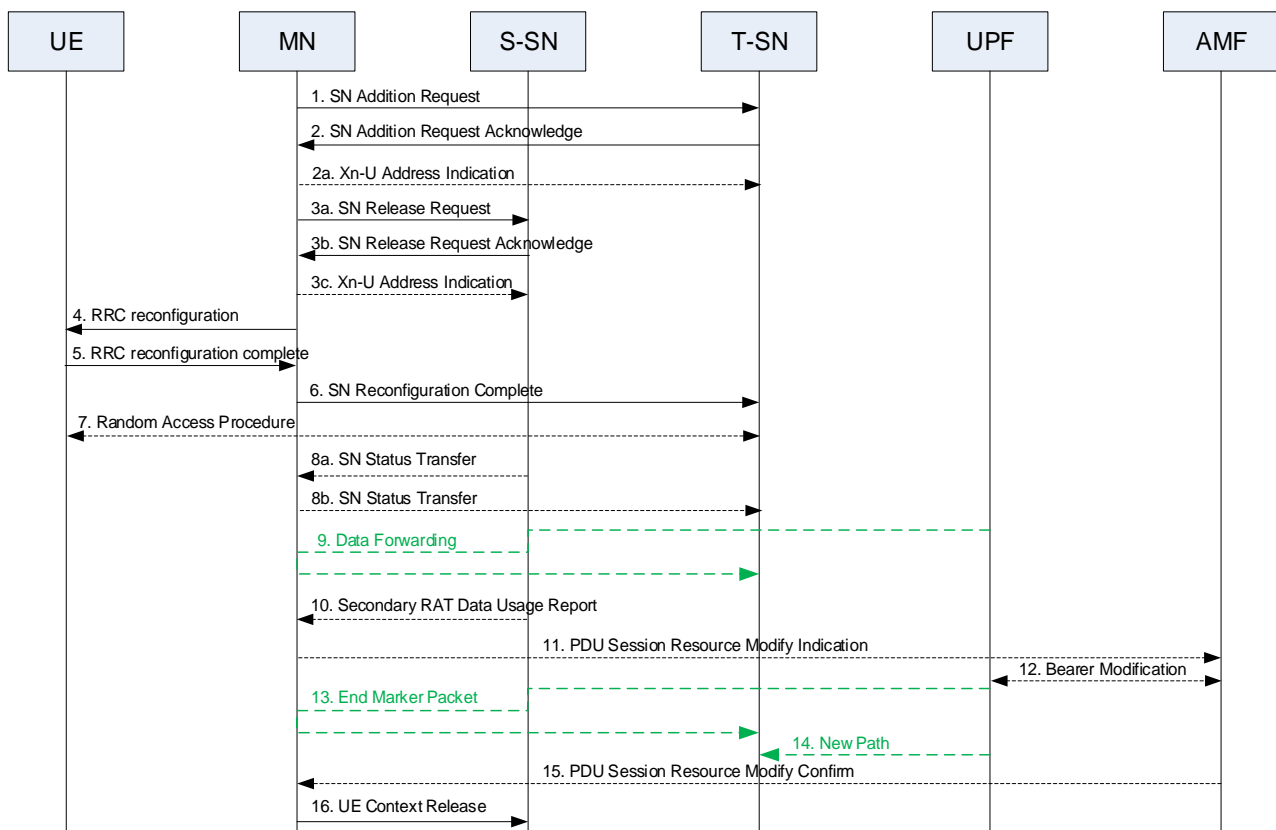 UE
MN
S-SN
T-SN
UPF
AMF
1. SN Addition Request
2. SN Addition Request Acknowledge
2a. Xn-U Address Indication
3a. SN Release Request
3b. SN Release Request Acknowledge
3c. Xn-U Address Indication
4. RRC reconfiguration
5. RRC reconfiguration complete
6. SN Reconfiguration Complete
7. Random Access Procedure
8a. SN Status Transfer
8b. SN Status Transfer
9. Data Forwarding
10. Secondary RAT Data Usage Report
11. PDU Session Resource Modify Indication
12. Bearer Modification
13. End Marker Packet
14. New Path
15. PDU Session Resource Modify Confirm
16. UE Context Release